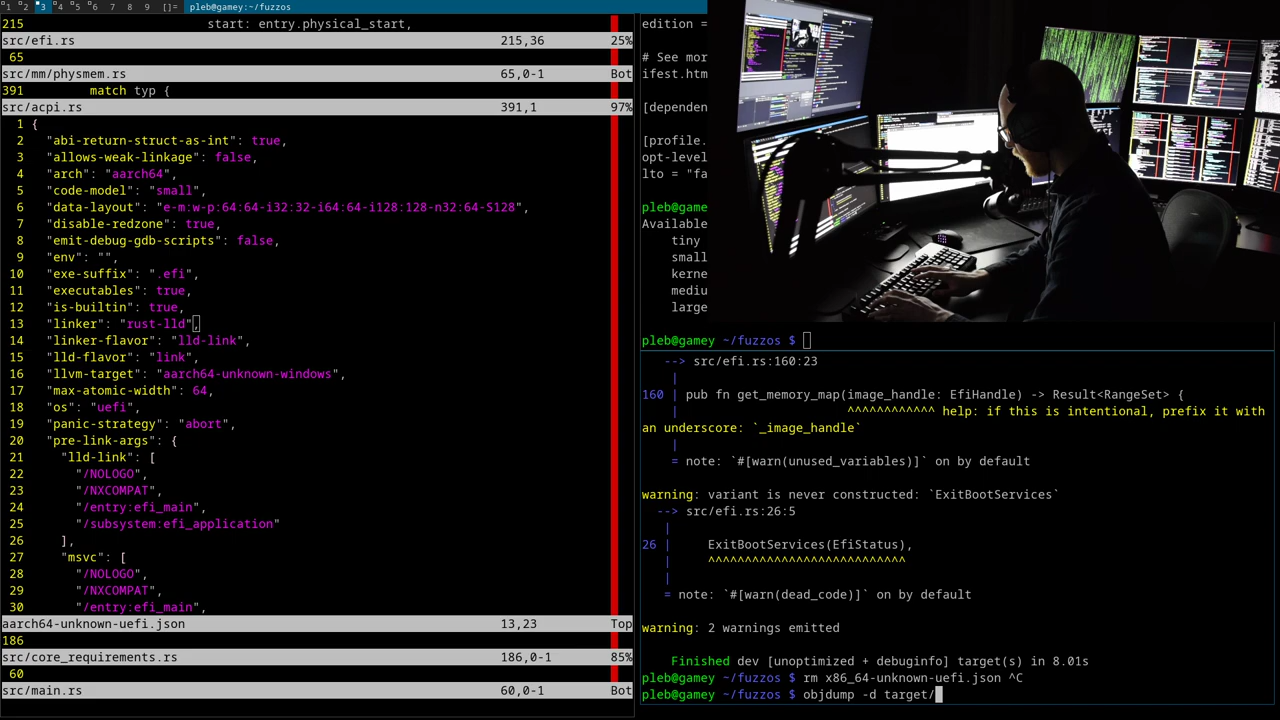 1 2 3 4 5 6 7 8 9 []= pleb@gamey:~/fuzzos
215 start: entry.physical_start,
src/efi.rs 215,36 25%
65
src/mm/physmem.rs 65,0-1 Bot
391 match typ {
src/acpi.rs 391,1 97%
1 {
2 "abi-return-struct-as-int": true,
3 "allows-weak-linkage": false,
4 "arch": "aarch64",
5 "code-model": "small",
6 "data-layout": "e-m:w-p:64:64-i32:32-i64:64-i128:128-n32:64-S128",
7 "disable-redzone": true,
8 "emit-debug-gdb-scripts": false,
9 "env": "",
10 "exe-suffix": ".efi",
11 "executables": true,
12 "is-builtin": true,
13 "linker": "rust-lld",
14 "linker-flavor": "lld-link",
15 "lld-flavor": "link",
16 "llvm-target": "aarch64-unknown-windows",
17 "max-atomic-width": 64,
18 "os": "uefi",
19 "panic-strategy": "abort",
20 "pre-link-args": {
21 "lld-link": [
22 "/NOLOGO",
23 "/NXCOMPAT",
24 "/entry:efi_main",
25 "/subsystem:efi_application"
26 ],
27 "msvc": [
28 "/NOLOGO",
29 "/NXCOMPAT",
30 "/entry:efi_main",
aarch64-unknown-uefi.json 13,23 Top
186
src/core_requirements.rs 186,0-1 85%
60
src/main.rs 60,0-1 Bot
edition =
# See mor
ifest.htm
[dependen
[profile.
opt-level
lto = "fa
pleb@game
Available
tiny
small
kerne
mediu
large
pleb@gamey ~/fuzzos $
--> src/efi.rs:160:23
|
160 | pub fn get_memory_map(image_handle: EfiHandle) -> Result<RangeSet> {
| ^^^^^^^^^^^^ help: if this is intentional, prefix it with
an underscore: `_image_handle`
|
= note: `#[warn(unused_variables)]` on by default
warning: variant is never constructed: `ExitBootServices`
--> src/efi.rs:26:5
|
26 | ExitBootServices(EfiStatus),
| ^^^^^^^^^^^^^^^^^^^^^^^^^^^
|
= note: `#[warn(dead_code)]` on by default
warning: 2 warnings emitted
Finished dev [unoptimized + debuginfo] target(s) in 8.01s
pleb@gamey ~/fuzzos $ rm x86_64-unknown-uefi.json ^C
pleb@gamey ~/fuzzos $ objdump -d target/